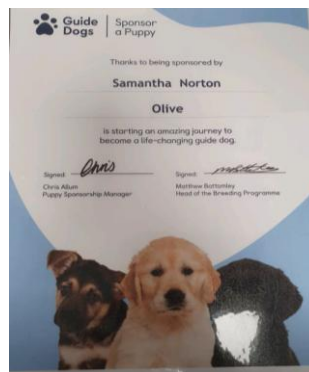 Guide Dogs
Sponsor a Puppy
Thanks to being sponsored by
Samantha Norton
Olive
is starting an amazing journey to
become a life-changing guide dog.
Signed: Chris
Chris Allum
Puppy Sponsorship Manager
Signed:
Matthew Bottomley
Head of the Breeding Programme